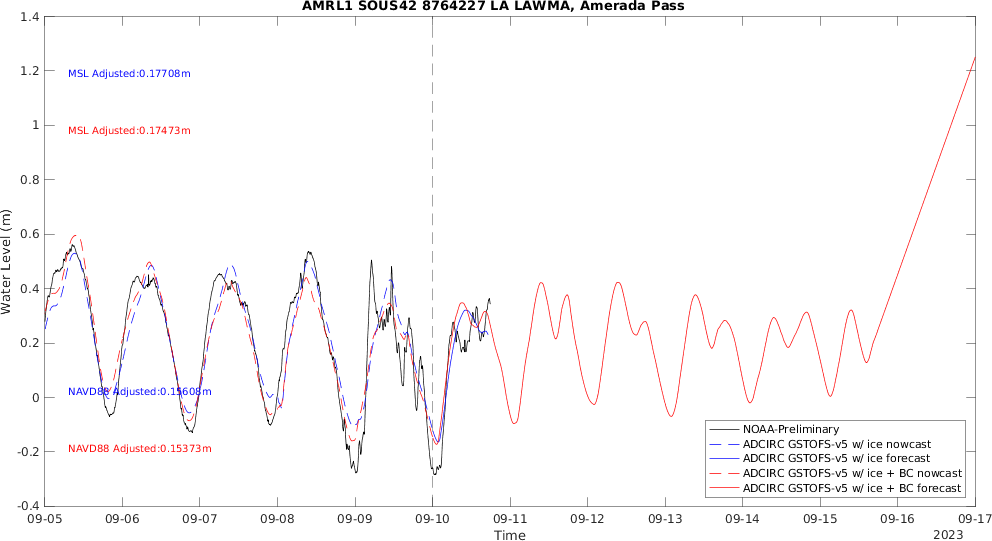 AMRL1 SOUS42 8764227 LA LAWMA, Amerada Pass
1.4
1.2
1
0.8
0.6
0.4
0.2
0
-0.2
-0.4
Water Level (m)
MSL Adjusted:0.17708m
MSL Adjusted:0.17473m
NAVD88 Adjusted:0.15608m
NAVD88 Adjusted:0.15373m
NOAA-Preliminary
ADCIRC GSTOFS-v5 w/ ice nowcast
ADCIRC GSTOFS-v5 w/ ice forecast
ADCIRC GSTOFS-v5 w/ ice + BC nowcast
ADCIRC GSTOFS-v5 w/ ice + BC forecast
09-05 09-06 09-07 09-08 09-09 09-10 09-11 09-12 09-13 09-14 09-15 09-16 09-17
Time
2023